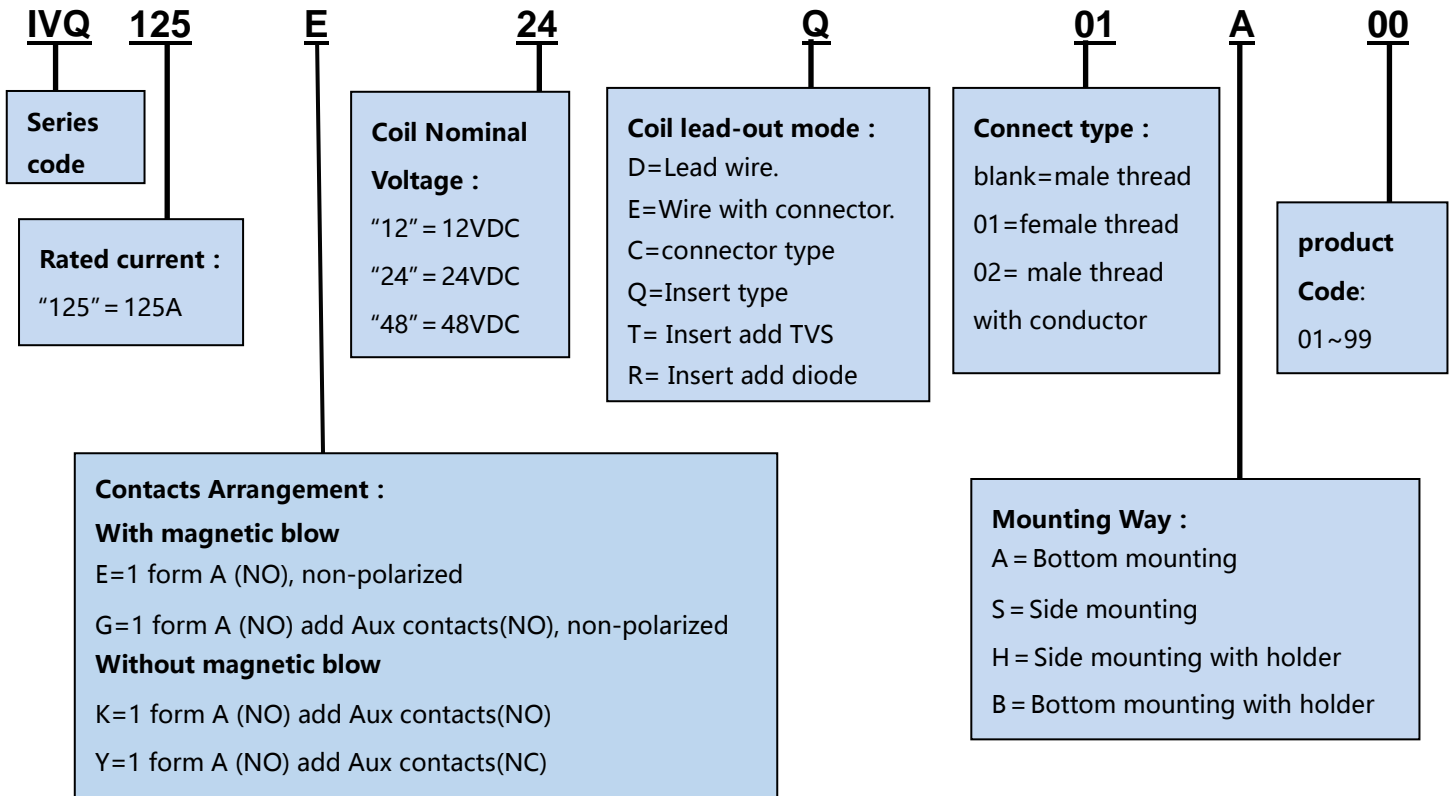 IVQ 125 E 24 Q 01 A 00
Series
code
Rated current :
“125” = 125A
Coil Nominal
Voltage :
“12” = 12VDC
“24” = 24VDC
“48” = 48VDC
Coil lead-out mode :
D=Lead wire.
E=Wire with connector.
C=connector type
Q=Insert type
T= Insert add TVS
R= Insert add diode
Connect type :
blank=male thread
01=female thread
02= male thread
with conductor
product
Code:
01~99
Contacts Arrangement :
With magnetic blow
E=1 form A (NO), non-polarized
G=1 form A (NO) add Aux contacts(NO), non-polarized
Without magnetic blow
K=1 form A (NO) add Aux contacts(NO)
Y=1 form A (NO) add Aux contacts(NC)
Mounting Way :
A = Bottom mounting
S = Side mounting
H = Side mounting with holder
B = Bottom mounting with holder